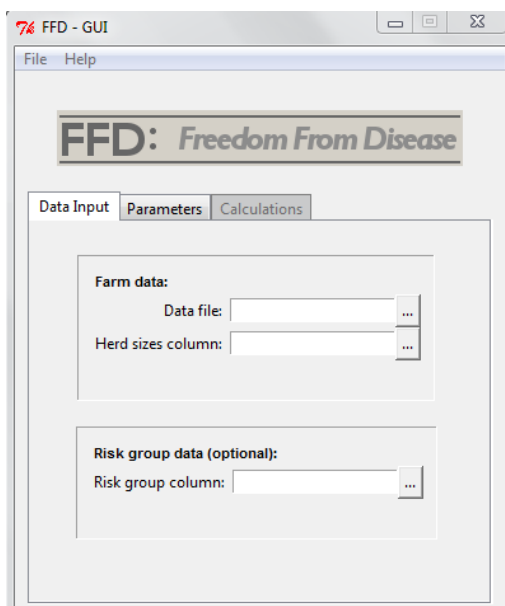 FFD - GUI
File Help
FFD: Freedom From Disease
Data Input Parameters Calculations
Farm data:
Data file: ...
Herd sizes column: ...
Risk group data (optional):
Risk group column: ...